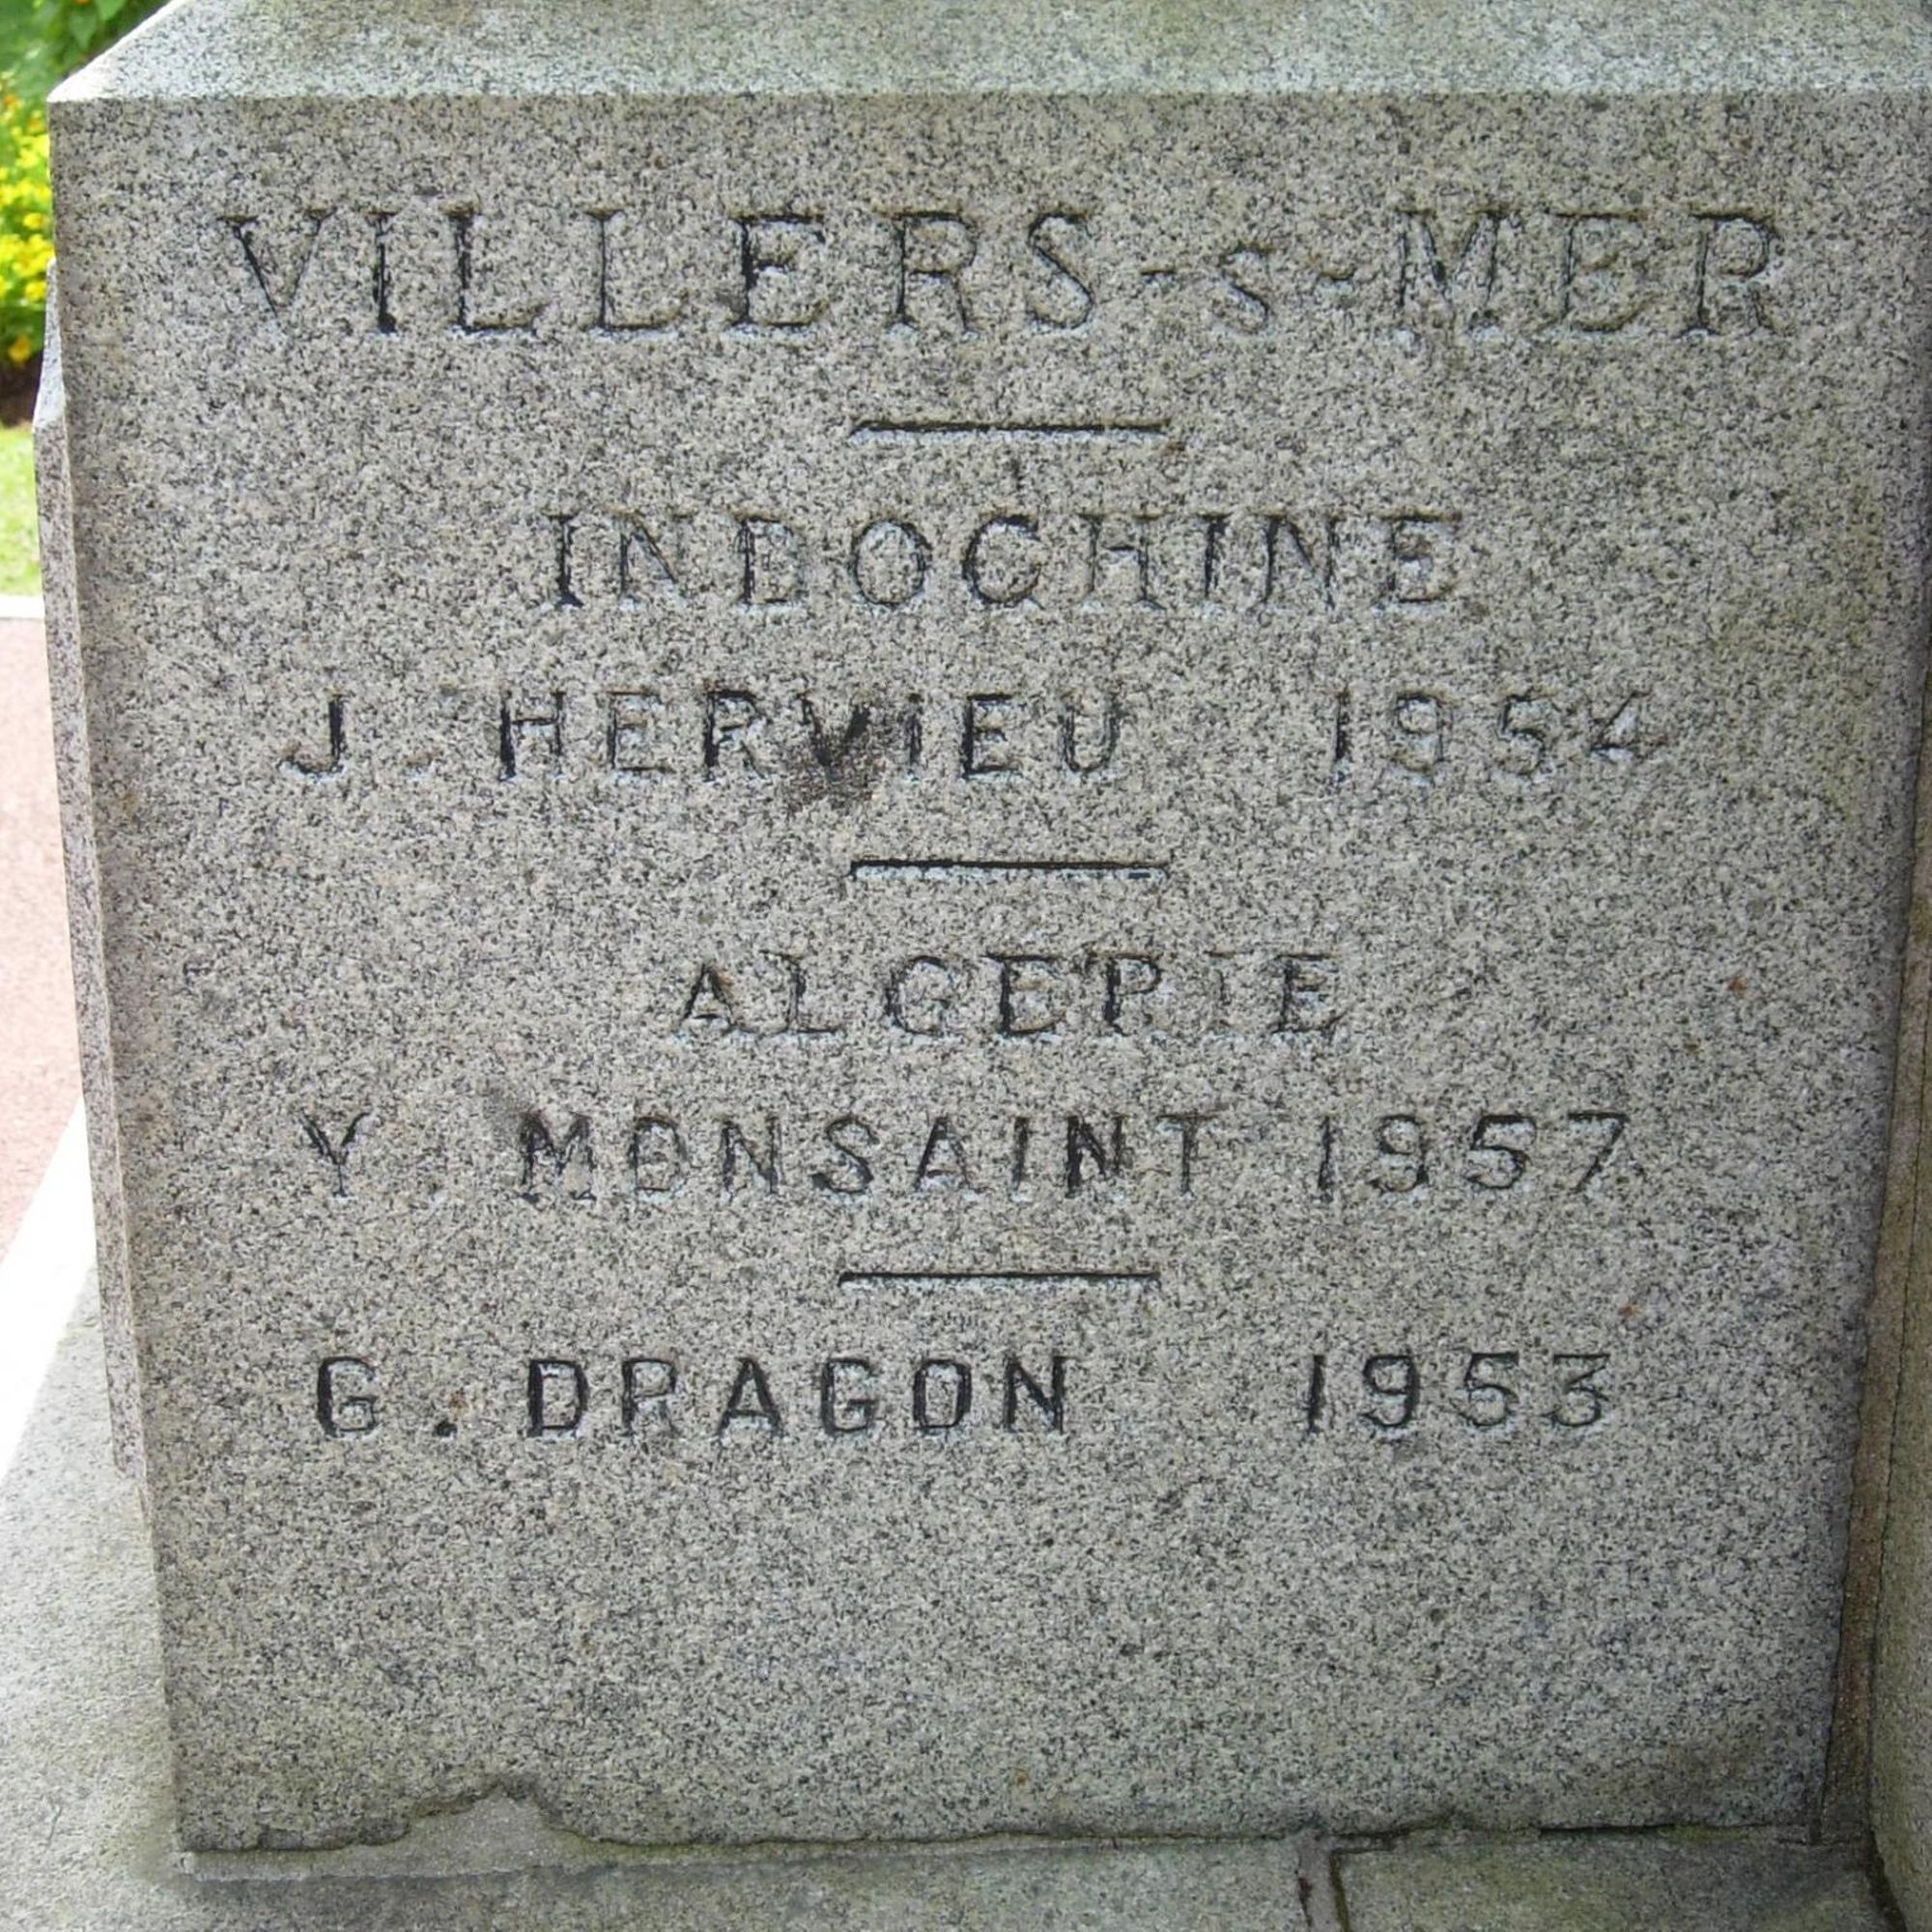 VILLERS-s-MER
INDOCHINE
J. HERVIEU 1954
ALGERIE
Y. MONSAINT 1957
G. DRAGON 1953